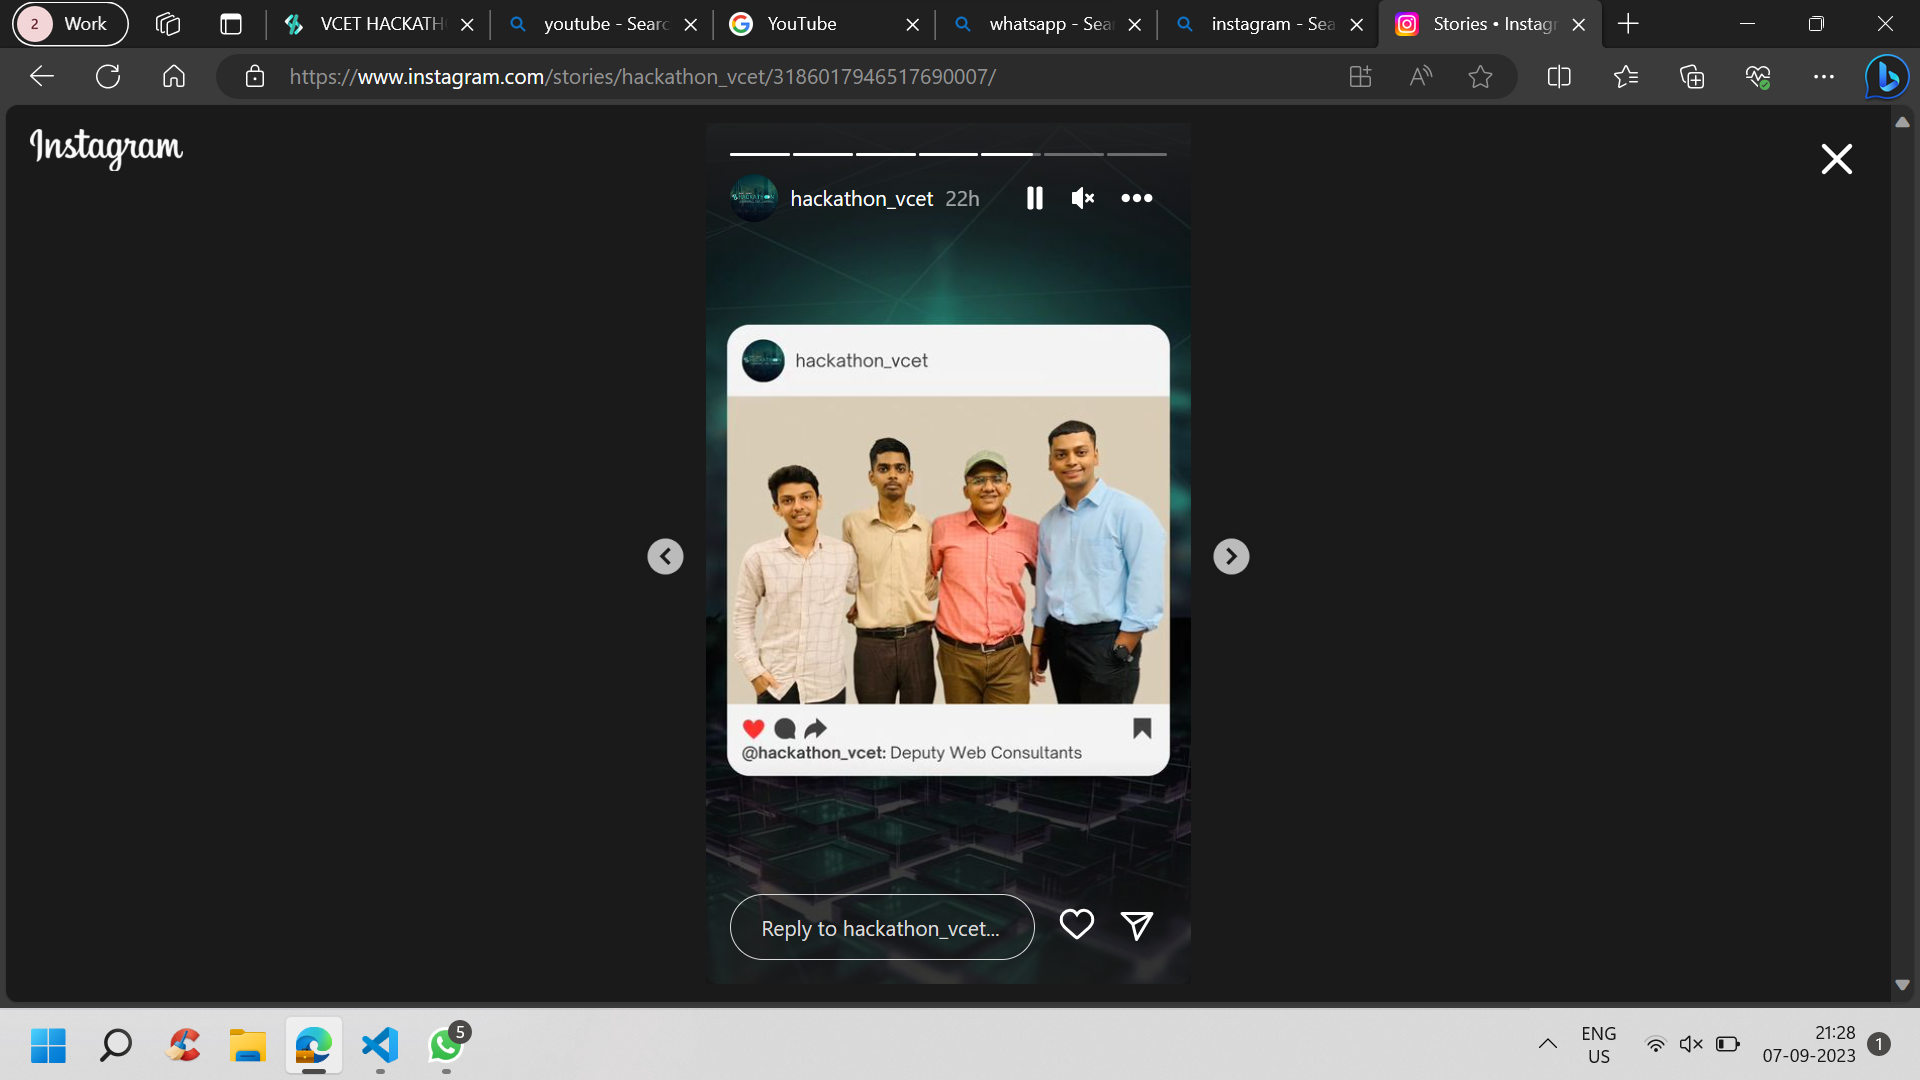 2 Work
VCET HACKATH
youtube - Searc
YouTube
whatsapp - Sear
instagram - Sea
Stories • Instagr
https://www.instagram.com/stories/hackathon_vcet/3186017946517690007/
Instagram
hackathon_vcet 22h
hackathon_vcet
@hackathon_vcet: Deputy Web Consultants
Reply to hackathon_vcet...
5
ENG
US
21:28
07-09-2023
1